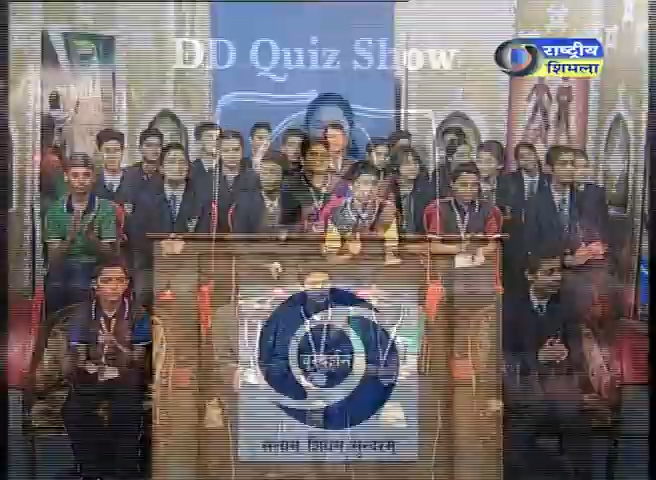 DD Quiz Show
राष्ट्रीय
शिमला
दूरदर्शन
सत्यम शिवम सुन्दरम्